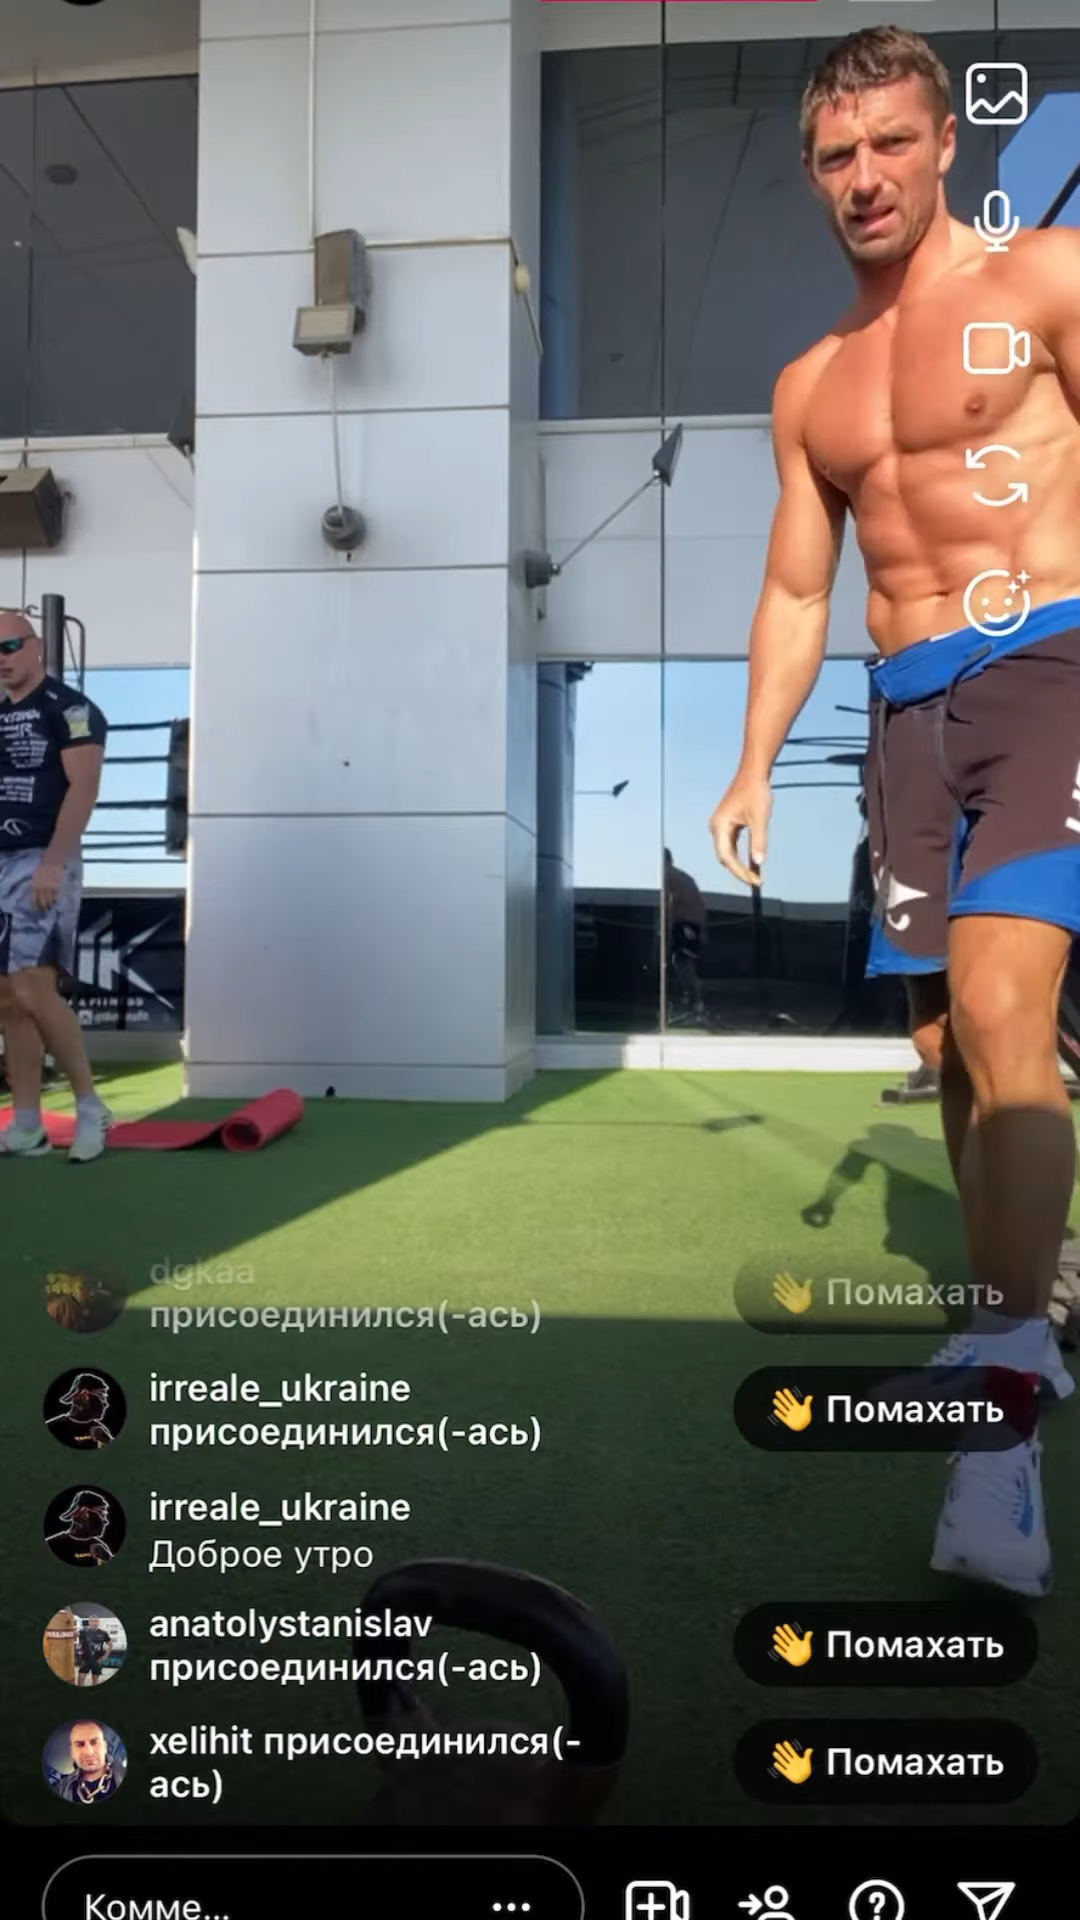 dgkaa
присоединился(-ась)
👋 Помахать
irreale_ukraine
присоединился(-ась)
👋 Помахать
irreale_ukraine
Доброе утро
anatolystanislav
присоединился(-ась)
👋 Помахать
xelihit присоединился(-
ась)
👋 Помахать
Комме...